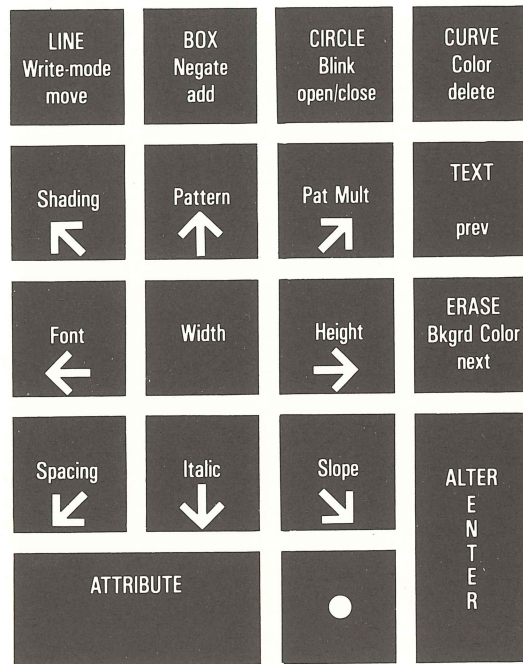 LINE
Write-mode
move
BOX
Negate
add
CIRCLE
Blink
open/close
CURVE
Color
delete
Shading
Pattern
Pat Mult
TEXT
prev
Font
Width
Height
ERASE
Bkgrd Color
next
Spacing
Italic
Slope
ALTER
E
N
T
E
R
ATTRIBUTE